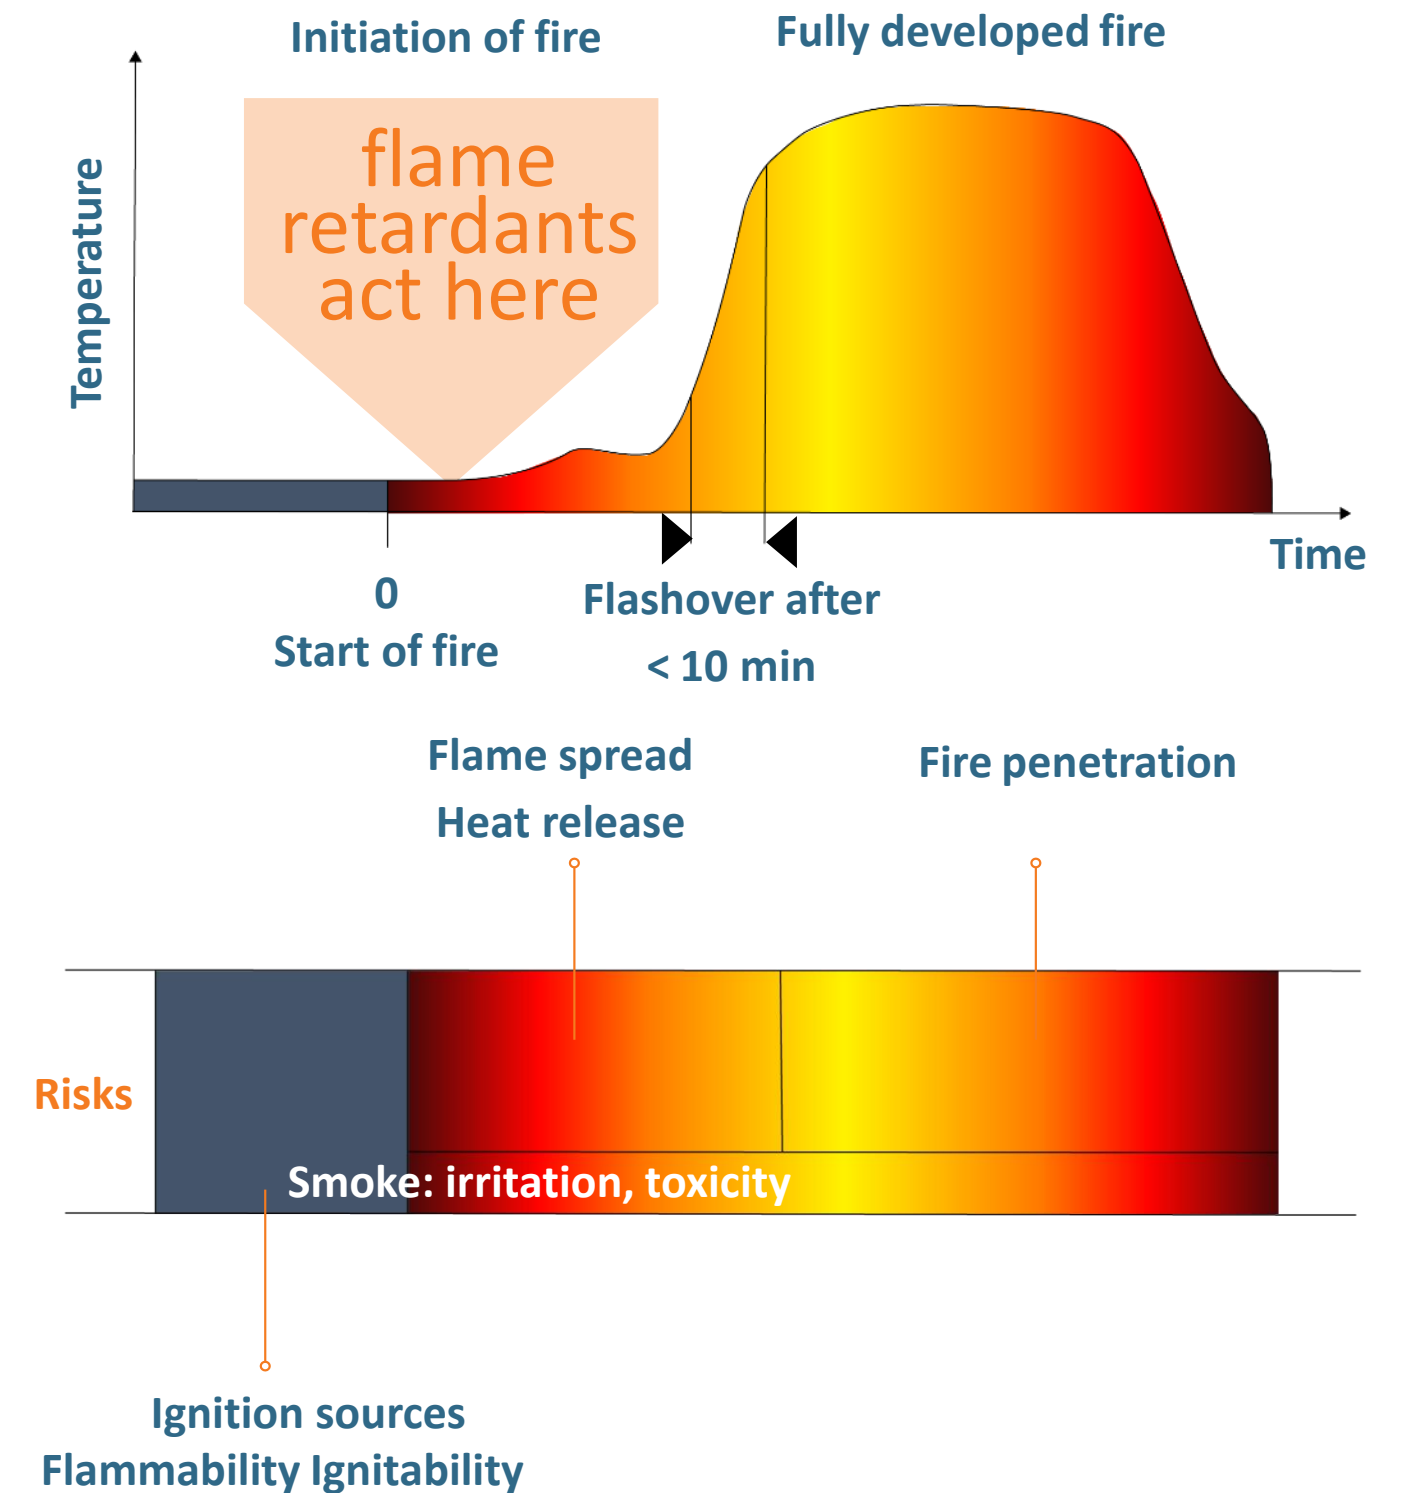 Initiation of fire
Fully developed fire
flame
retardants
act here
Temperature
Time
0
Start of fire
Flashover after
< 10 min
Flame spread
Heat release
Fire penetration
Risks
Smoke: irritation, toxicity
Ignition sources
Flammability Ignitability